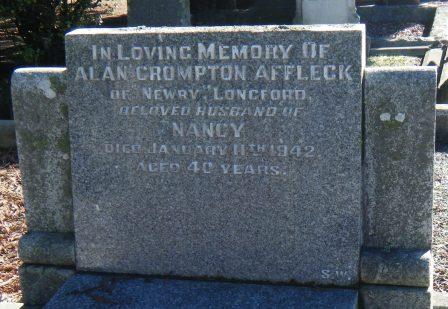 IN LOVING MEMORY OF
ALAN CROMPTON AFFLECK
OF "NEWRY," LONGFORD,
BELOVED HUSBAND OF
NANCY
DIED JANUARY 11TH 1942.
AGED 40 YEARS.
S.W.